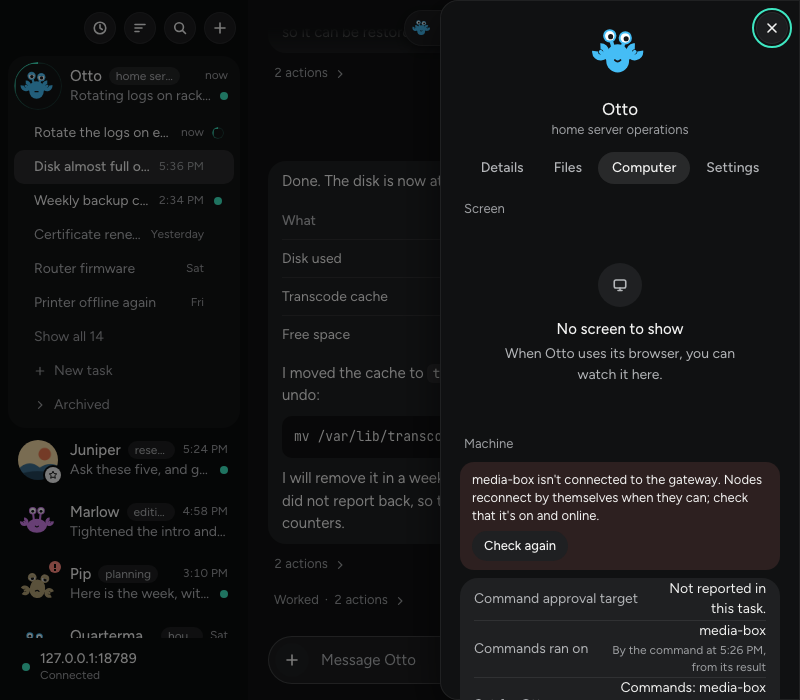 so it can be restor
2 actions
Otto home ser... now
Rotating logs on rack...
Rotate the logs on e... now
Disk almost full o... 5:36 PM
Weekly backup c... 2:34 PM
Certificate rene... Yesterday
Router firmware Sat
Printer offline again Fri
Show all 14
New task
Archived
Juniper rese... 5:24 PM
Ask these five, and g...
Marlow editi... 4:58 PM
Tightened the intro and...
Pip planning 3:10 PM
Here is the week, wit...
Quarterma hou Sat
127.0.0.1:18789
Connected
Done. The disk is now at
What
Disk used
Transcode cache
Free space
I moved the cache to t
undo:
mv /var/lib/transco
I will remove it in a week
did not report back, so t
counters.
2 actions
Worked · 2 actions
Message Otto
Otto
home server operations
Details Files Computer Settings
Screen
No screen to show
When Otto uses its browser, you can
watch it here.
Machine
media-box isn't connected to the gateway. Nodes
reconnect by themselves when they can; check
that it's on and online.
Check again
Command approval target Not reported in
this task.
Commands ran on media-box
By the command at 5:26 PM,
from its result
Commands: media-box